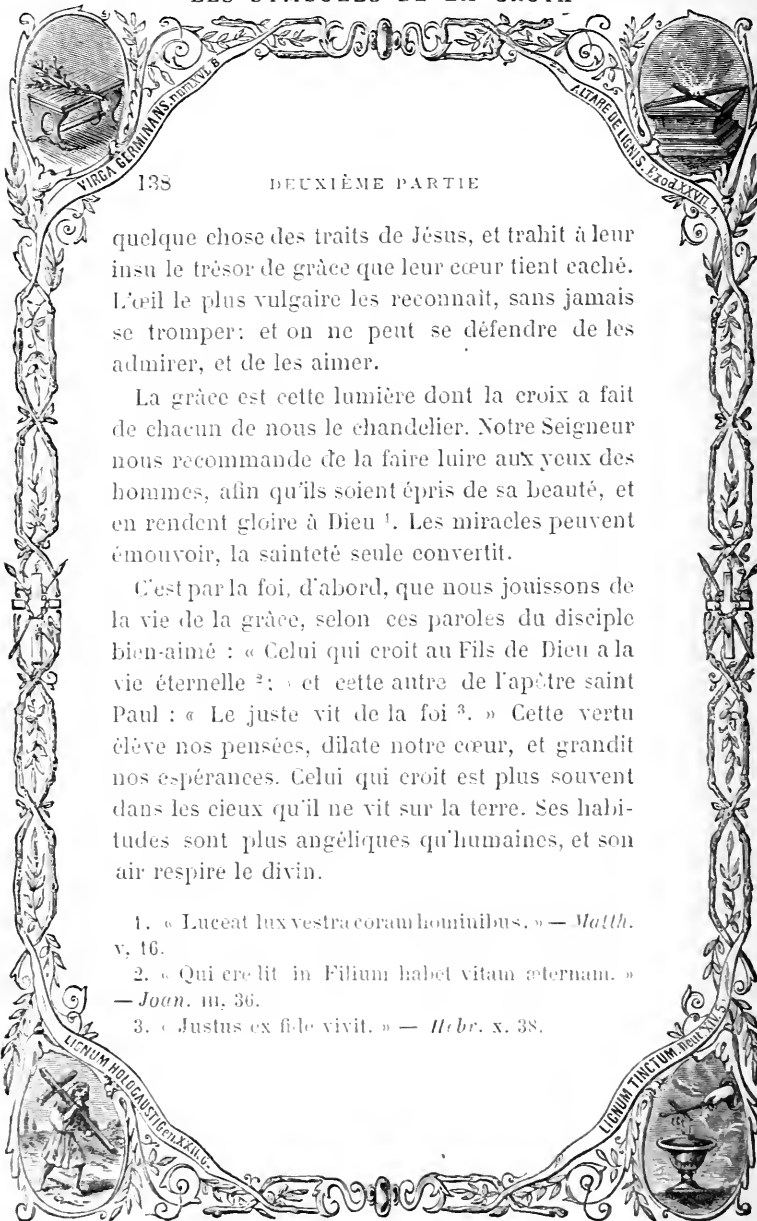 138 DEUXIÈME PARTIE
quelque chose des traits de Jésus, et trahit à leur
insu le trésor de grâce que leur cœur tient caché.
L'œil le plus vulgaire les reconnaît, sans jamais
se tromper; et on ne peut se défendre de les
admirer, et de les aimer.
La grâce est cette lumière dont la croix a fait
de chacun de nous le chandelier. Notre Seigneur
nous recommande de la faire luire aux yeux des
hommes, afin qu'ils soient épris de sa beauté, et
en rendent gloire à Dieu ¹. Les miracles peuvent
émouvoir, la sainteté seule convertit.
C'est par la foi, d'abord, que nous jouissons de
la vie de la grâce, selon ces paroles du disciple
bien-aimé : « Celui qui croit au Fils de Dieu a la
vie éternelle ²; » et cette autre de l'apôtre saint
Paul : « Le juste vit de la foi ³. » Cette vertu
élève nos pensées, dilate notre cœur, et grandit
nos espérances. Celui qui croit est plus souvent
dans les cieux qu'il ne vit sur la terre. Ses habi-
tudes sont plus angéliques qu'humaines, et son
air respire le divin.
1. « Luceat lux vestra coram hominibus. » — Matth.
v, 16.
2. « Qui credit in Filium habet vitam æternam. »
— Joan. III, 36.
3. « Justus ex fide vivit. » — Hebr. x. 38.
VIRGA GERMINANS.
ALTARE DE LIGNIS. Exod. XXVII. 1
LIGNUM HOLOCAUSTI Gen. XXII. 6.
LIGNUM TINCTUM.